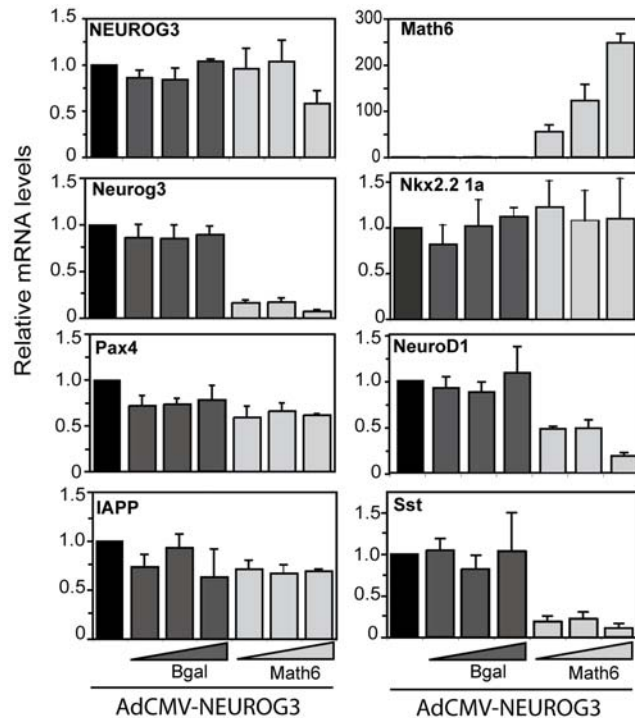 NEUROG3
1.5
1.0
0.5
0
Math6
300
200
100
0
Neurog3
1.5
1.0
0.5
0
Nkx2.2 1a
1.5
1.0
0.5
0
Pax4
1.5
1.0
0.5
0
NeuroD1
1.5
1.0
0.5
0
IAPP
1.5
1.0
0.5
0
Sst
1.5
1.0
0.5
0
Relative mRNA levels
Bgal
Math6
Bgal
Math6
AdCMV-NEUROG3
AdCMV-NEUROG3